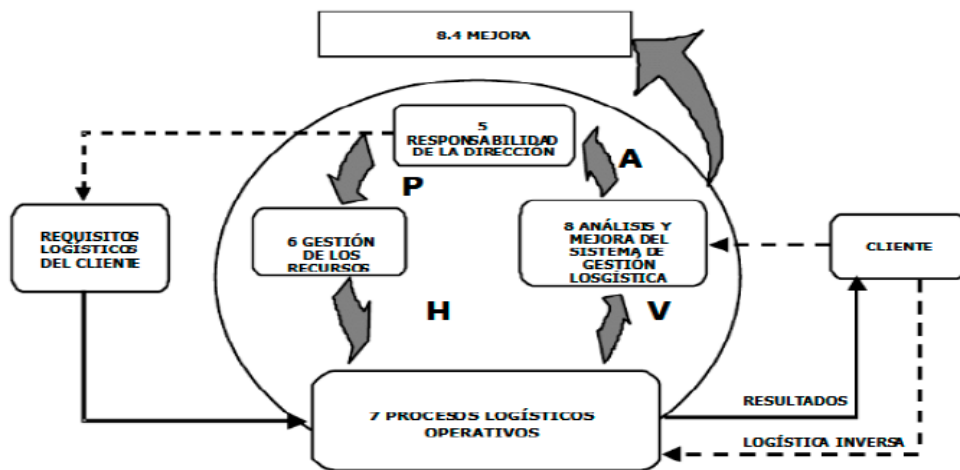 8.4 MEJORA
5
RESPONSABILIDAD
DE LA DIRECCIÓN
P
A
REQUISITOS
LOGÍSTICOS
DEL CLIENTE
6 GESTIÓN
DE LOS
RECURSOS
8 ANÁLISIS Y
MEJORA DEL
SISTEMA DE
GESTIÓN LOSGÍSTICA
CLIENTE
H
V
7 PROCESOS LOGÍSTICOS
OPERATIVOS
RESULTADOS
LOGÍSTICA INVERSA